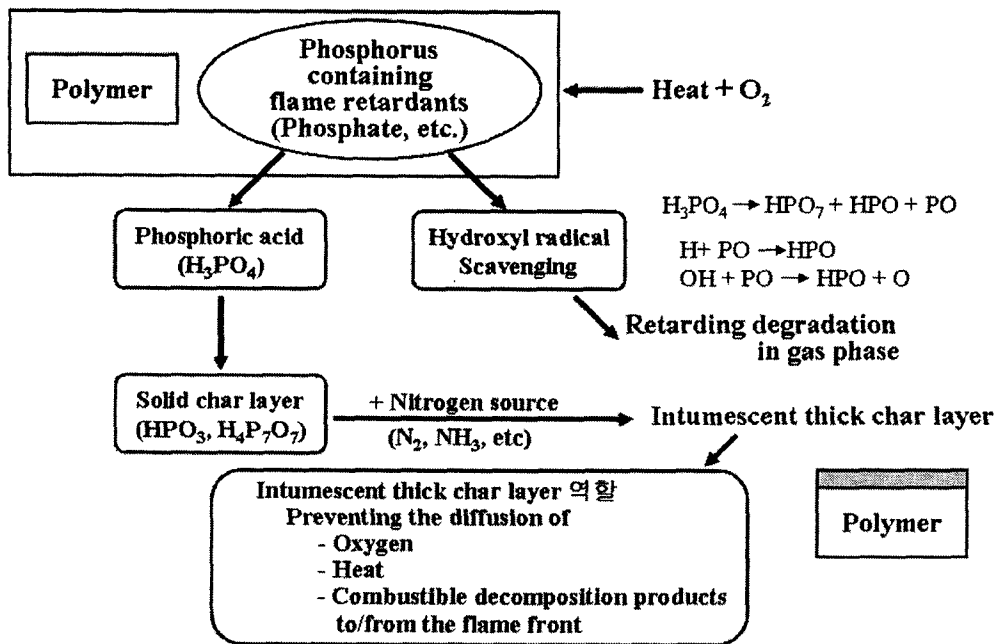 Polymer
Phosphorus
containing
flame retardants
(Phosphate, etc.)
Heat + O₂
Phosphoric acid
(H₃PO₄)
Hydroxyl radical
Scavenging
H₃PO₄ → HPO₇ + HPO + PO
H+ PO → HPO
OH + PO → HPO + O
Retarding degradation
in gas phase
Solid char layer
(HPO₃, H₄P₇O₇)
+ Nitrogen source
(N₂, NH₃, etc)
Intumescent thick char layer
Intumescent thick char layer 역할
Preventing the diffusion of
- Oxygen
- Heat
- Combustible decomposition products
to/from the flame front
Polymer